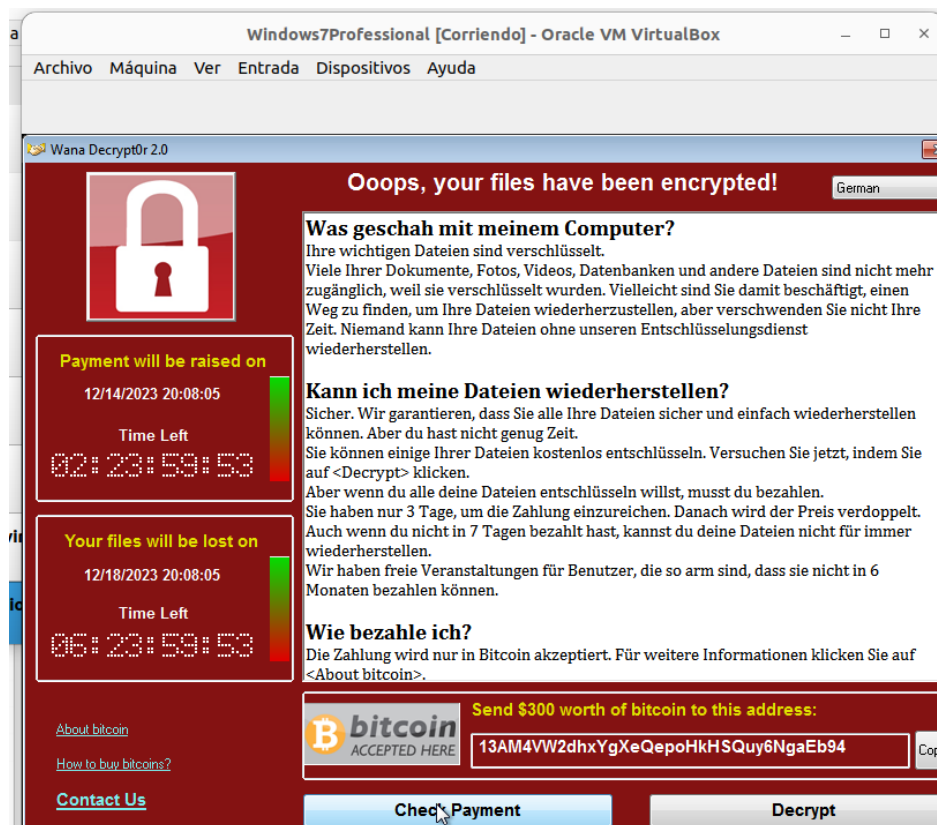 Windows7Professional [Corriendo] - Oracle VM VirtualBox
Archivo Máquina Ver Entrada Dispositivos Ayuda
Wana Decrypt0r 2.0
Ooops, your files have been encrypted!
German
Was geschah mit meinem Computer?
Ihre wichtigen Dateien sind verschlüsselt.
Viele Ihrer Dokumente, Fotos, Videos, Datenbanken und andere Dateien sind nicht mehr
zugänglich, weil sie verschlüsselt wurden. Vielleicht sind Sie damit beschäftigt, einen
Weg zu finden, um Ihre Dateien wiederherzustellen, aber verschwenden Sie nicht Ihre
Zeit. Niemand kann Ihre Dateien ohne unseren Entschlüsselungsdienst
wiederherstellen.
Kann ich meine Dateien wiederherstellen?
Sicher. Wir garantieren, dass Sie alle Ihre Dateien sicher und einfach wiederherstellen
können. Aber du hast nicht genug Zeit.
Sie können einige Ihrer Dateien kostenlos entschlüsseln. Versuchen Sie jetzt, indem Sie
auf <Decrypt> klicken.
Aber wenn du alle deine Dateien entschlüsseln willst, musst du bezahlen.
Sie haben nur 3 Tage, um die Zahlung einzureichen. Danach wird der Preis verdoppelt.
Auch wenn du nicht in 7 Tagen bezahlt hast, kannst du deine Dateien nicht für immer
wiederherstellen.
Wir haben freie Veranstaltungen für Benutzer, die so arm sind, dass sie nicht in 6
Monaten bezahlen können.
Wie bezahle ich?
Die Zahlung wird nur in Bitcoin akzeptiert. Für weitere Informationen klicken Sie auf
<About bitcoin>.
Payment will be raised on
12/14/2023 20:08:05
Time Left
02:23:59:53
Your files will be lost on
12/18/2023 20:08:05
Time Left
06:23:59:53
About bitcoin
How to buy bitcoins?
Contact Us
bitcoin
ACCEPTED HERE
Send $300 worth of bitcoin to this address:
13AM4VW2dhxYgXeQepoHkHSQuy6NgaEb94
Check Payment
Decrypt